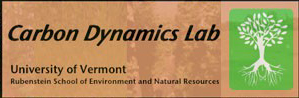 Carbon Dynamics Lab
University of Vermont
Rubenstein School of Environment and Natural Resources